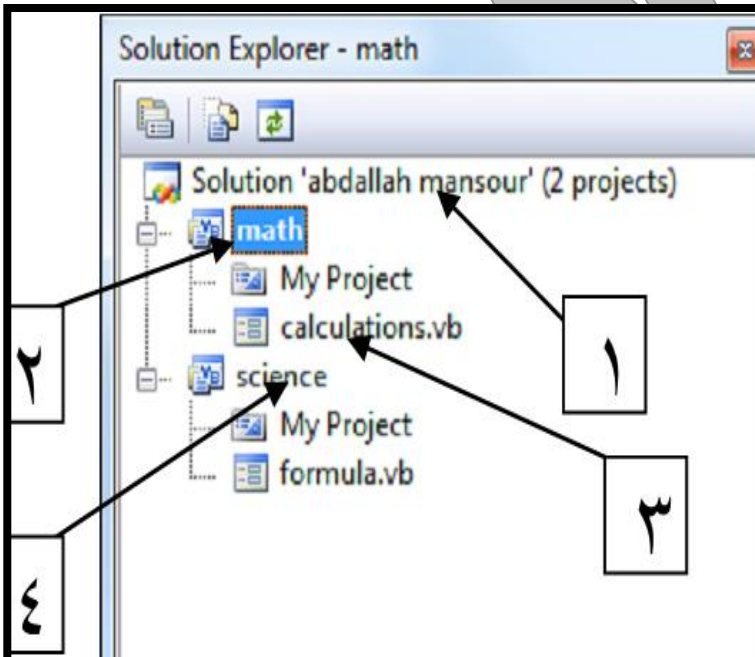 Solution Explorer - math
Solution 'abdallah mansour' (2 projects)
math
My Project
calculations.vb
science
My Project
formula.vb
١
٢
٣
٤